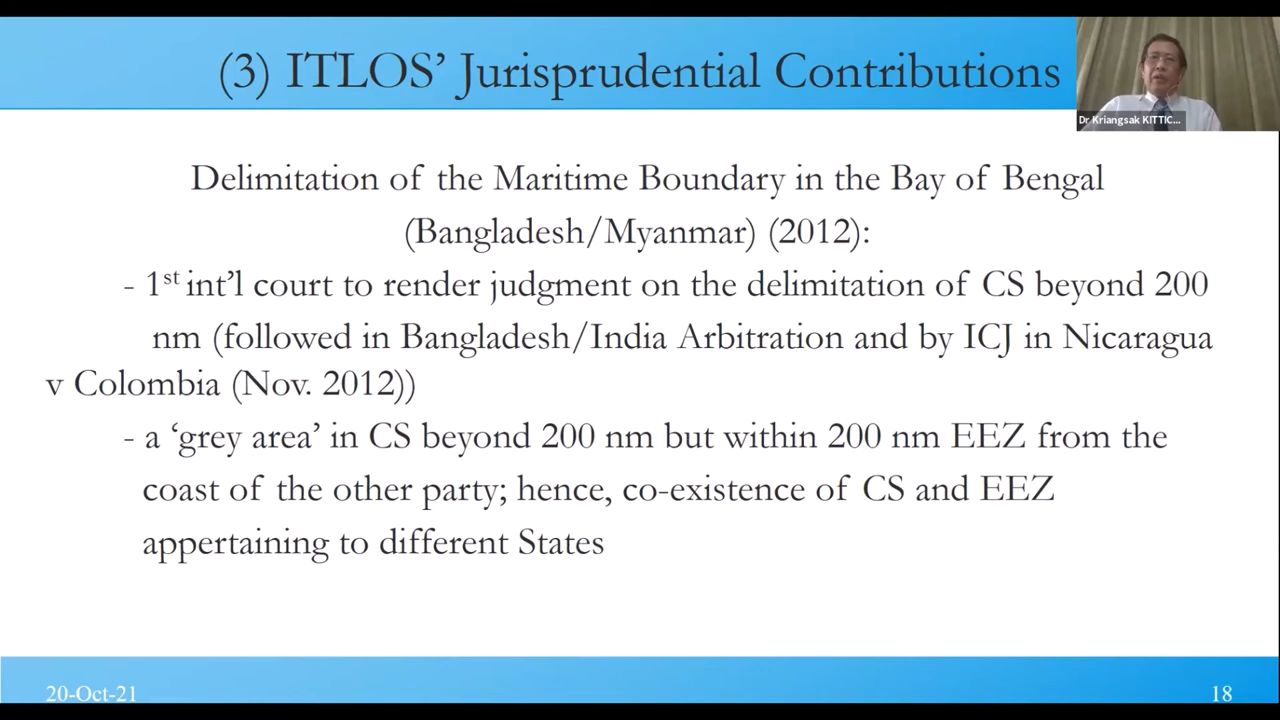 (3) ITLOS’ Jurisprudential Contributions
Dr Kriangsak KITTIC...
Delimitation of the Maritime Boundary in the Bay of Bengal
(Bangladesh/Myanmar) (2012):
- 1st int’l court to render judgment on the delimitation of CS beyond 200
nm (followed in Bangladesh/India Arbitration and by ICJ in Nicaragua
v Colombia (Nov. 2012))
- a ‘grey area’ in CS beyond 200 nm but within 200 nm EEZ from the
coast of the other party; hence, co-existence of CS and EEZ
appertaining to different States
20-Oct-21
18